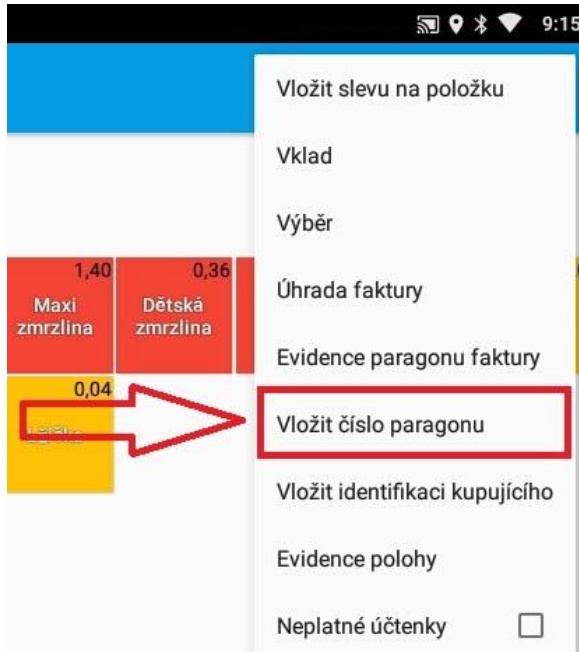 9:15
Vložit slevu na položku
Vklad
Výběr
Úhrada faktury
Evidence paragonu faktury
Vložit číslo paragonu
Vložit identifikaci kupujícího
Evidence polohy
Neplatné účtenky
1,40
Maxi
zmrzlina
0,36
Dětská
zmrzlina
0,04